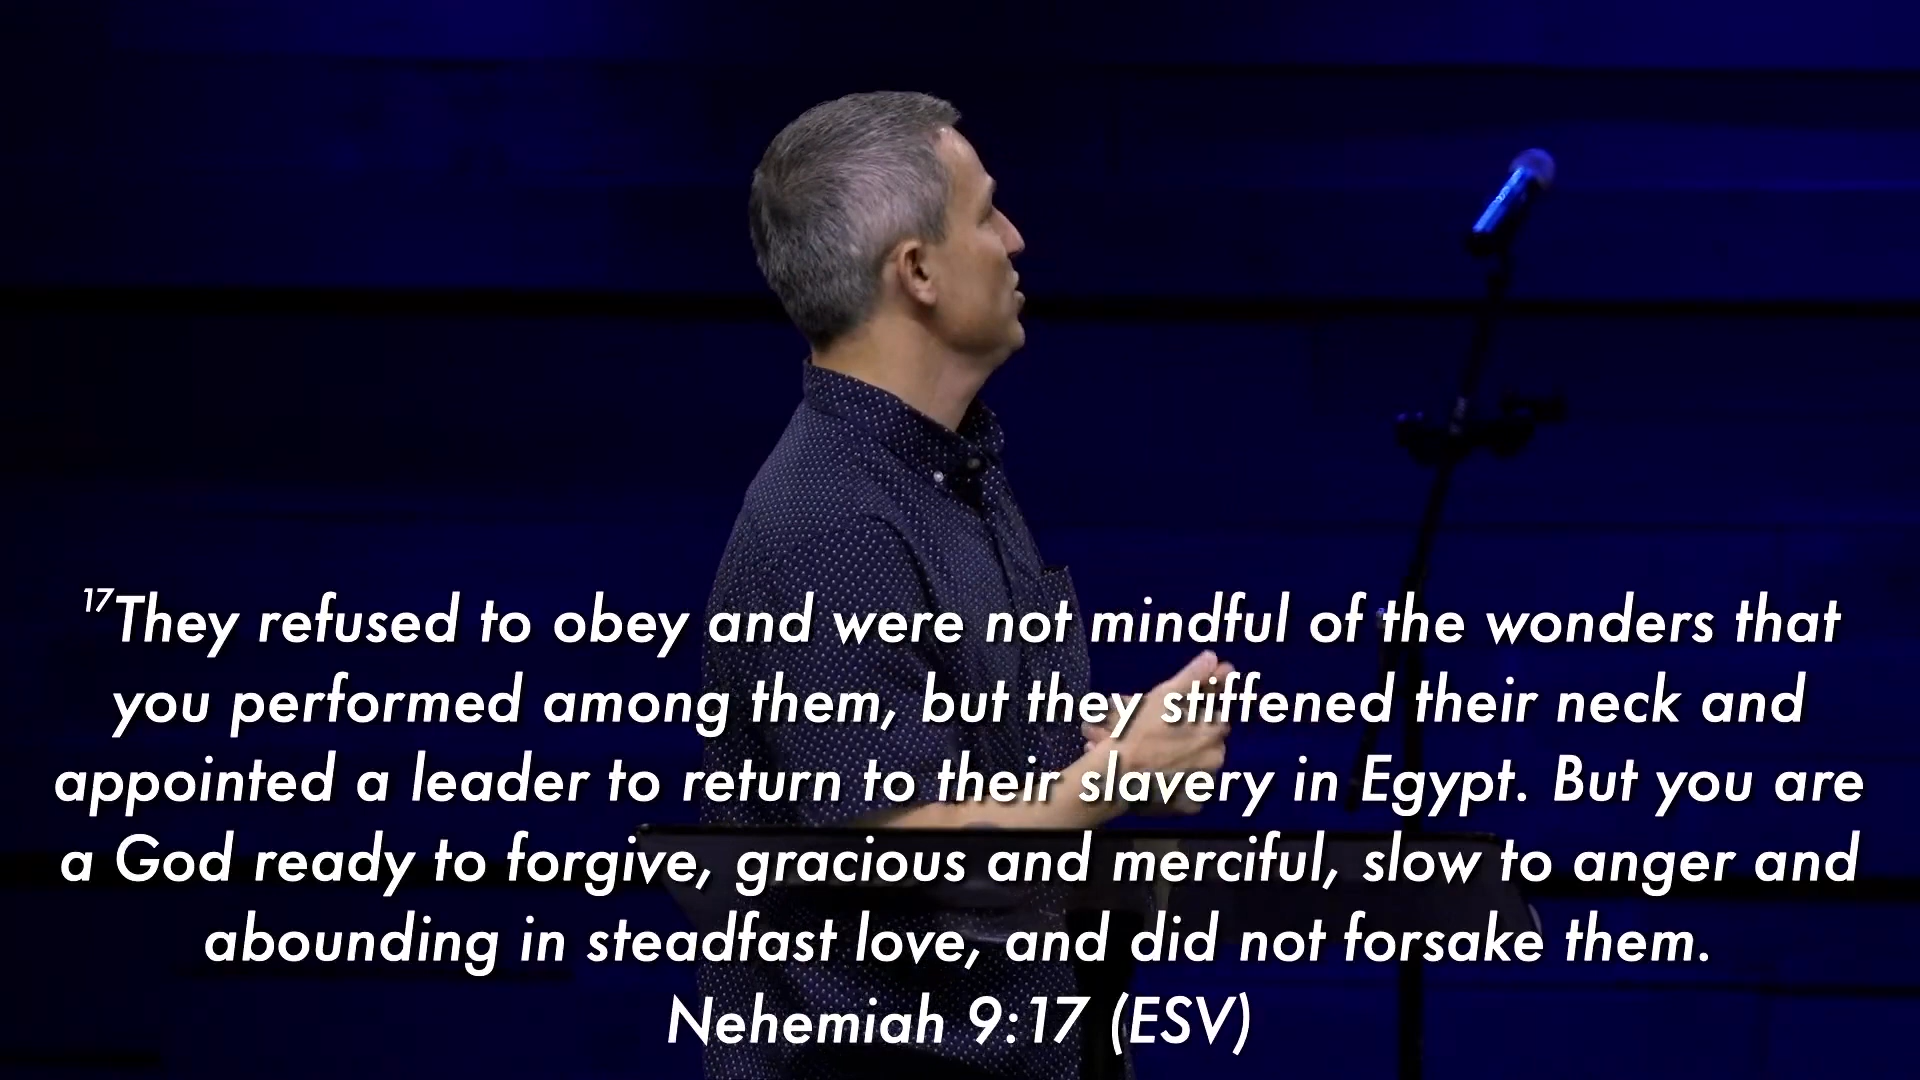 17They refused to obey and were not mindful of the wonders that
you performed among them, but they stiffened their neck and
appointed a leader to return to their slavery in Egypt. But you are
a God ready to forgive, gracious and merciful, slow to anger and
abounding in steadfast love, and did not forsake them.
Nehemiah 9:17 (ESV)